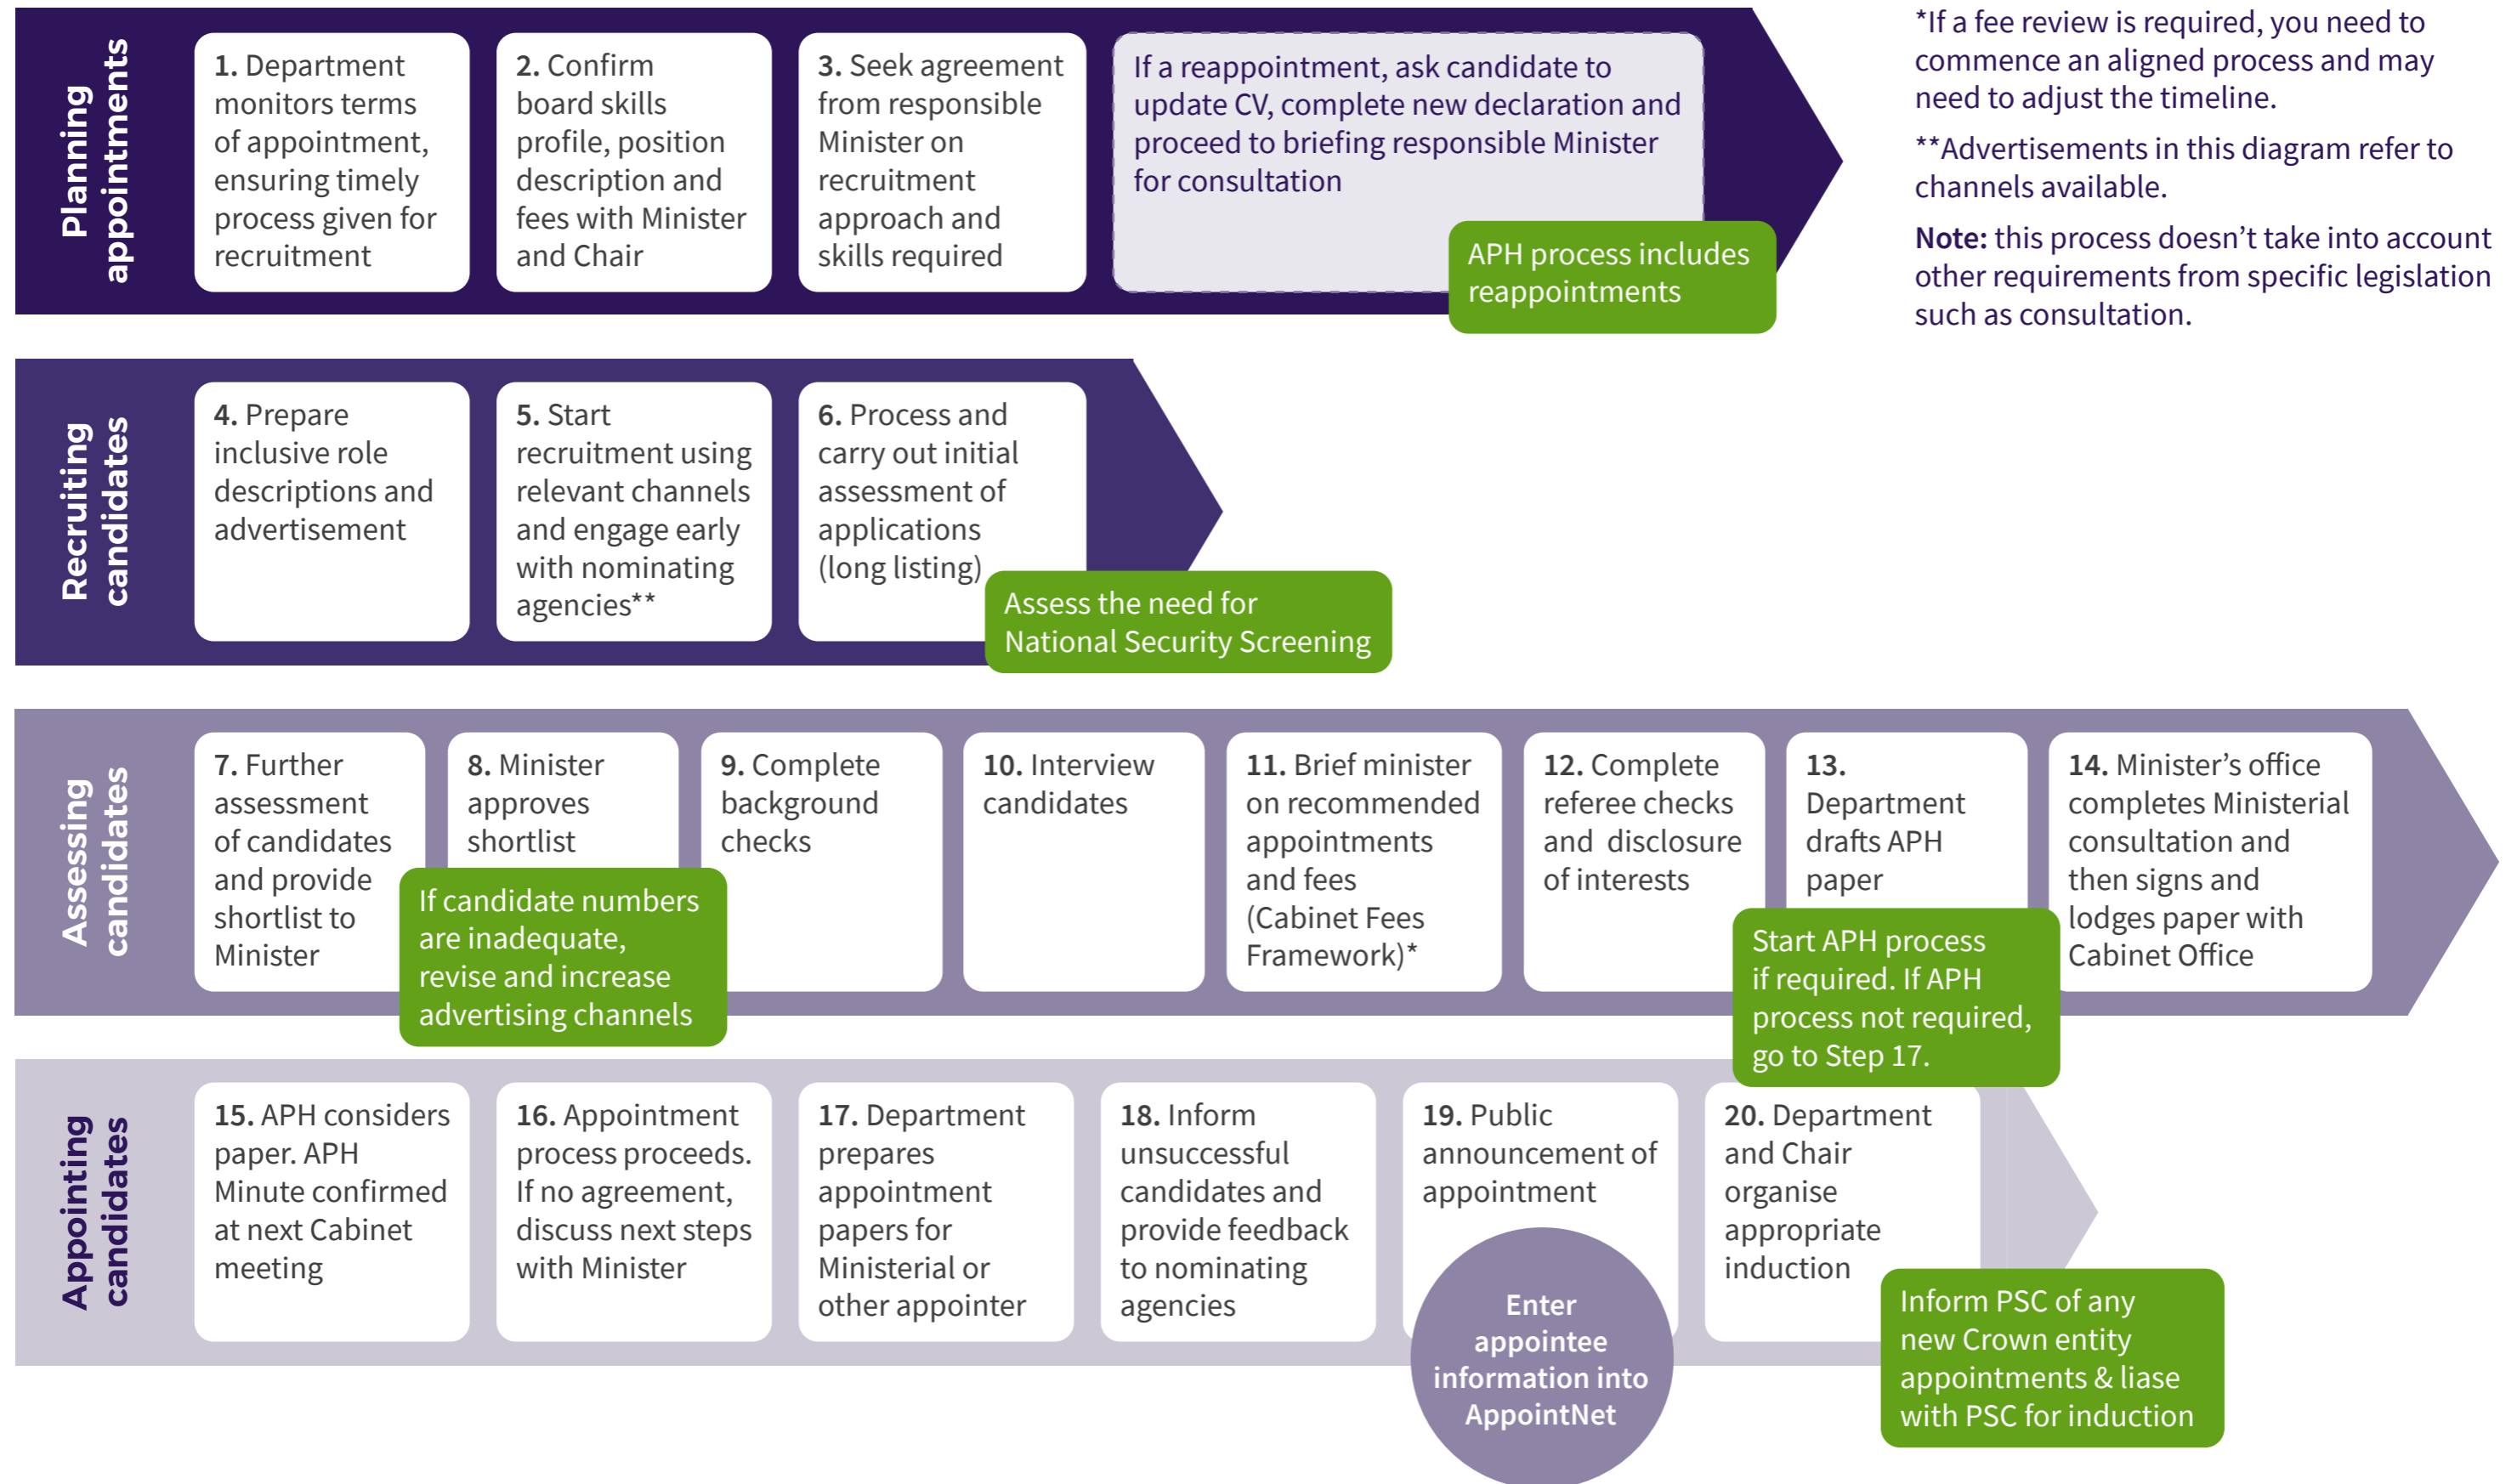 Planning
appointments
1. Department
monitors terms
of appointment,
ensuring timely
process given for
recruitment
2. Confirm
board skills
profile, position
description and
fees with Minister
and Chair
3. Seek agreement
from responsible
Minister on
recruitment
approach and
skills required
If a reappointment, ask candidate to
update CV, complete new declaration and
proceed to briefing responsible Minister
for consultation
APH process includes
reappointments
*If a fee review is required, you need to
commence an aligned process and may
need to adjust the timeline.
**Advertisements in this diagram refer to
channels available.
Note: this process doesn't take into account
other requirements from specific legislation
such as consultation.
Recruiting
candidates
4. Prepare
inclusive role
descriptions and
advertisement
5. Start
recruitment using
relevant channels
and engage early
with nominating
agencies**
6. Process and
carry out initial
assessment of
applications
(long listing)
Assess the need for
National Security Screening
Assessing
candidates
7. Further
assessment
of candidates
and provide
shortlist to
Minister
8. Minister
approves
shortlist
If candidate numbers
are inadequate,
revise and increase
advertising channels
9. Complete
background
checks
10. Interview
candidates
11. Brief minister
on recommended
appointments
and fees
(Cabinet Fees
Framework)*
12. Complete
referee checks
and disclosure
of interests
13.
Department
drafts APH
paper
Start APH process
if required. If APH
process not required,
go to Step 17.
14. Minister's office
completes Ministerial
consultation and
then signs and
lodges paper with
Cabinet Office
Appointing
candidates
15. APH considers
paper. APH
Minute confirmed
at next Cabinet
meeting
16. Appointment
process proceeds.
If no agreement,
discuss next steps
with Minister
17. Department
prepares
appointment
papers for
Ministerial or
other appointer
18. Inform
unsuccessful
candidates and
provide feedback
to nominating
agencies
19. Public
announcement of
appointment
Enter
appointee
information into
AppointNet
20. Department
and Chair
organise
appropriate
induction
Inform PSC of any
new Crown entity
appointments & liase
with PSC for induction